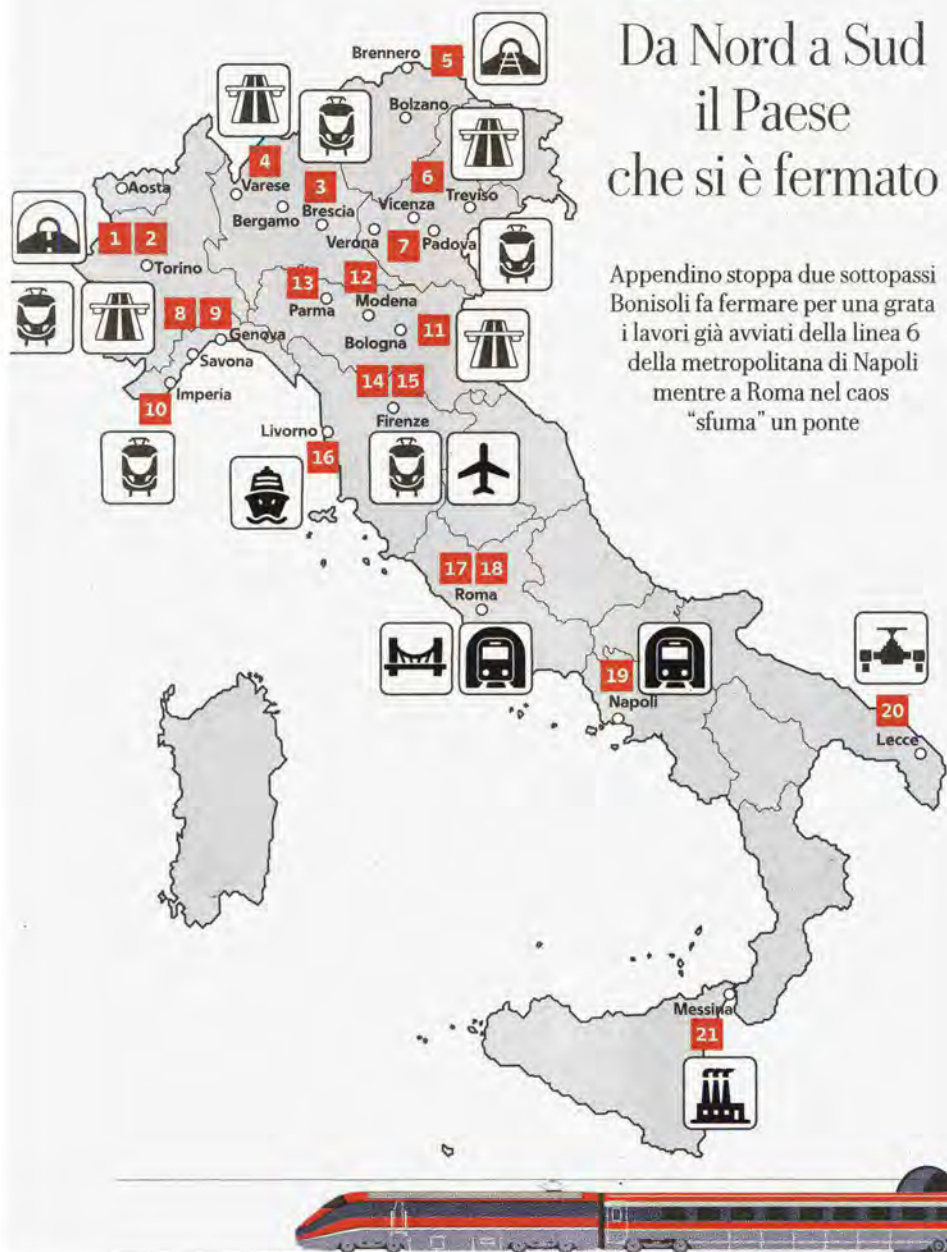 Da Nord a Sud
il Paese
che si è fermato
Appendino stoppa due sottopassi
Bonisoli fa fermare per una grata
i lavori già avviati della linea 6
della metropolitana di Napoli
mentre a Roma nel caos
"sfuma" un ponte
Brennero
5
Bolzano
4
Varese
Aosta
3
6
Bergamo
Brescia
Vicenza
Treviso
Verona
7
Padova
1 2
Torino
13
12
Parma
Modena
8 9
Genova
Bologna
11
Savona
Imperia
10
14 15
Firenze
Livorno
16
17 18
Roma
19
Napoli
20
Lecce
Messina
21